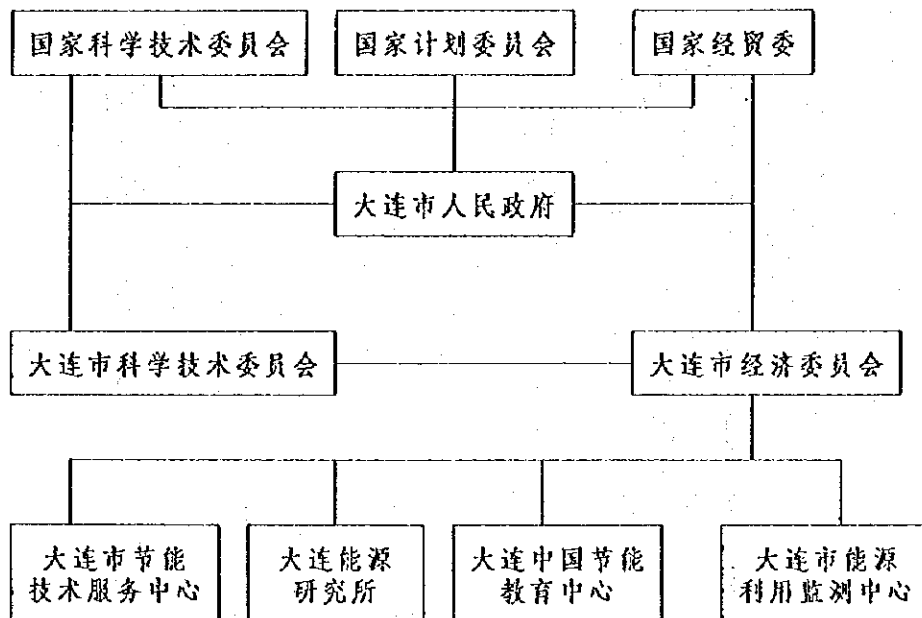 国家科学技术委员会
国家计划委员会
国家经贸委
大连市人民政府
大连市科学技术委员会
大连市经济委员会
大连市节能
技术服务中心
大连能源
研究所
大连中国节能
教育中心
大连市能源
利用监测中心